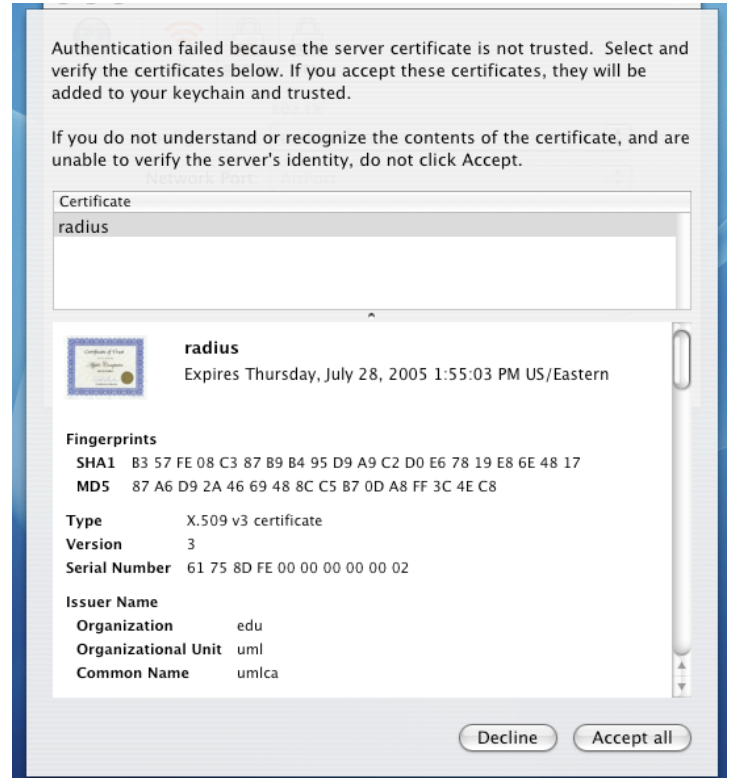 Authentication failed because the server certificate is not trusted. Select and
verify the certificates below. If you accept these certificates, they will be
added to your keychain and trusted.
If you do not understand or recognize the contents of the certificate, and are
unable to verify the server's identity, do not click Accept.
Network Port: AirPort
Certificate
radius
radius
Expires Thursday, July 28, 2005 1:55:03 PM US/Eastern
Fingerprints
SHA1 B3 57 FE 08 C3 87 B9 B4 95 D9 A9 C2 D0 E6 78 19 E8 6E 48 17
MD5 87 A6 D9 2A 46 69 48 8C C5 B7 0D A8 FF 3C 4E C8
Type X.509 v3 certificate
Version 3
Serial Number 61 75 8D FE 00 00 00 00 00 02
Issuer Name
Organization edu
Organizational Unit uml
Common Name umlca
Decline Accept all